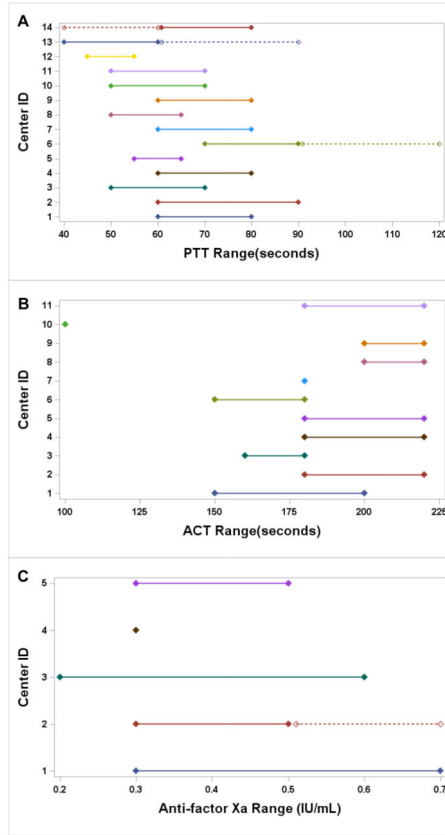 A
14
13
12
11
10
9
8
7
6
5
4
3
2
1
Center ID
40 50 60 70 80 90 100 110 120
PTT Range(seconds)
B
11
10
9
8
7
6
5
4
3
2
1
Center ID
100 125 150 175 200 225
ACT Range(seconds)
C
5
4
3
2
1
Center ID
0.2 0.3 0.4 0.5 0.6 0.7
Anti-factor Xa Range (IU/mL)